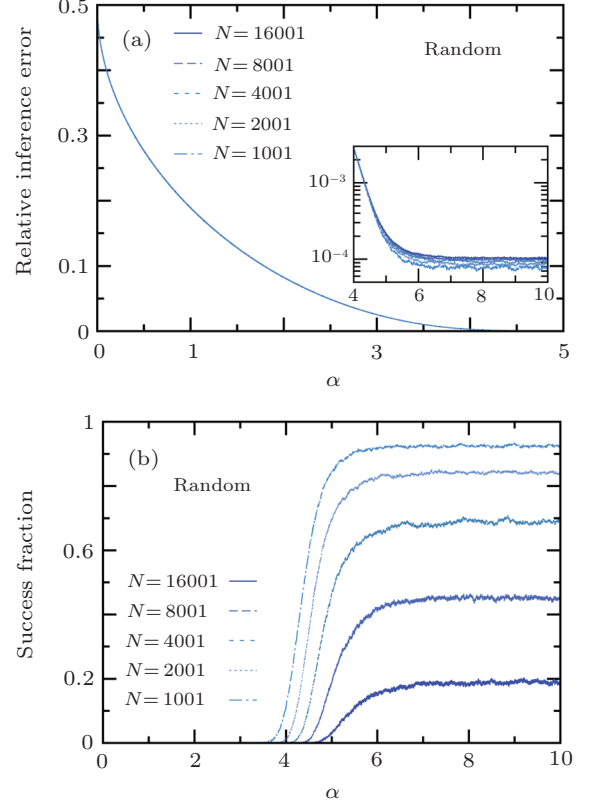 0.5
(a)
N=16001
Random
N=8001
N=4001
N=2001
N=1001
0.3
0.1
0
Relative inference error
10⁻³
10⁻⁴
4 6 8 10
0 1 3 5
α
1
(b)
Random
0.6
N=16001
N=8001
N=4001
N=2001
N=1001
0.2
0
Success fraction
0 2 4 6 8 10
α